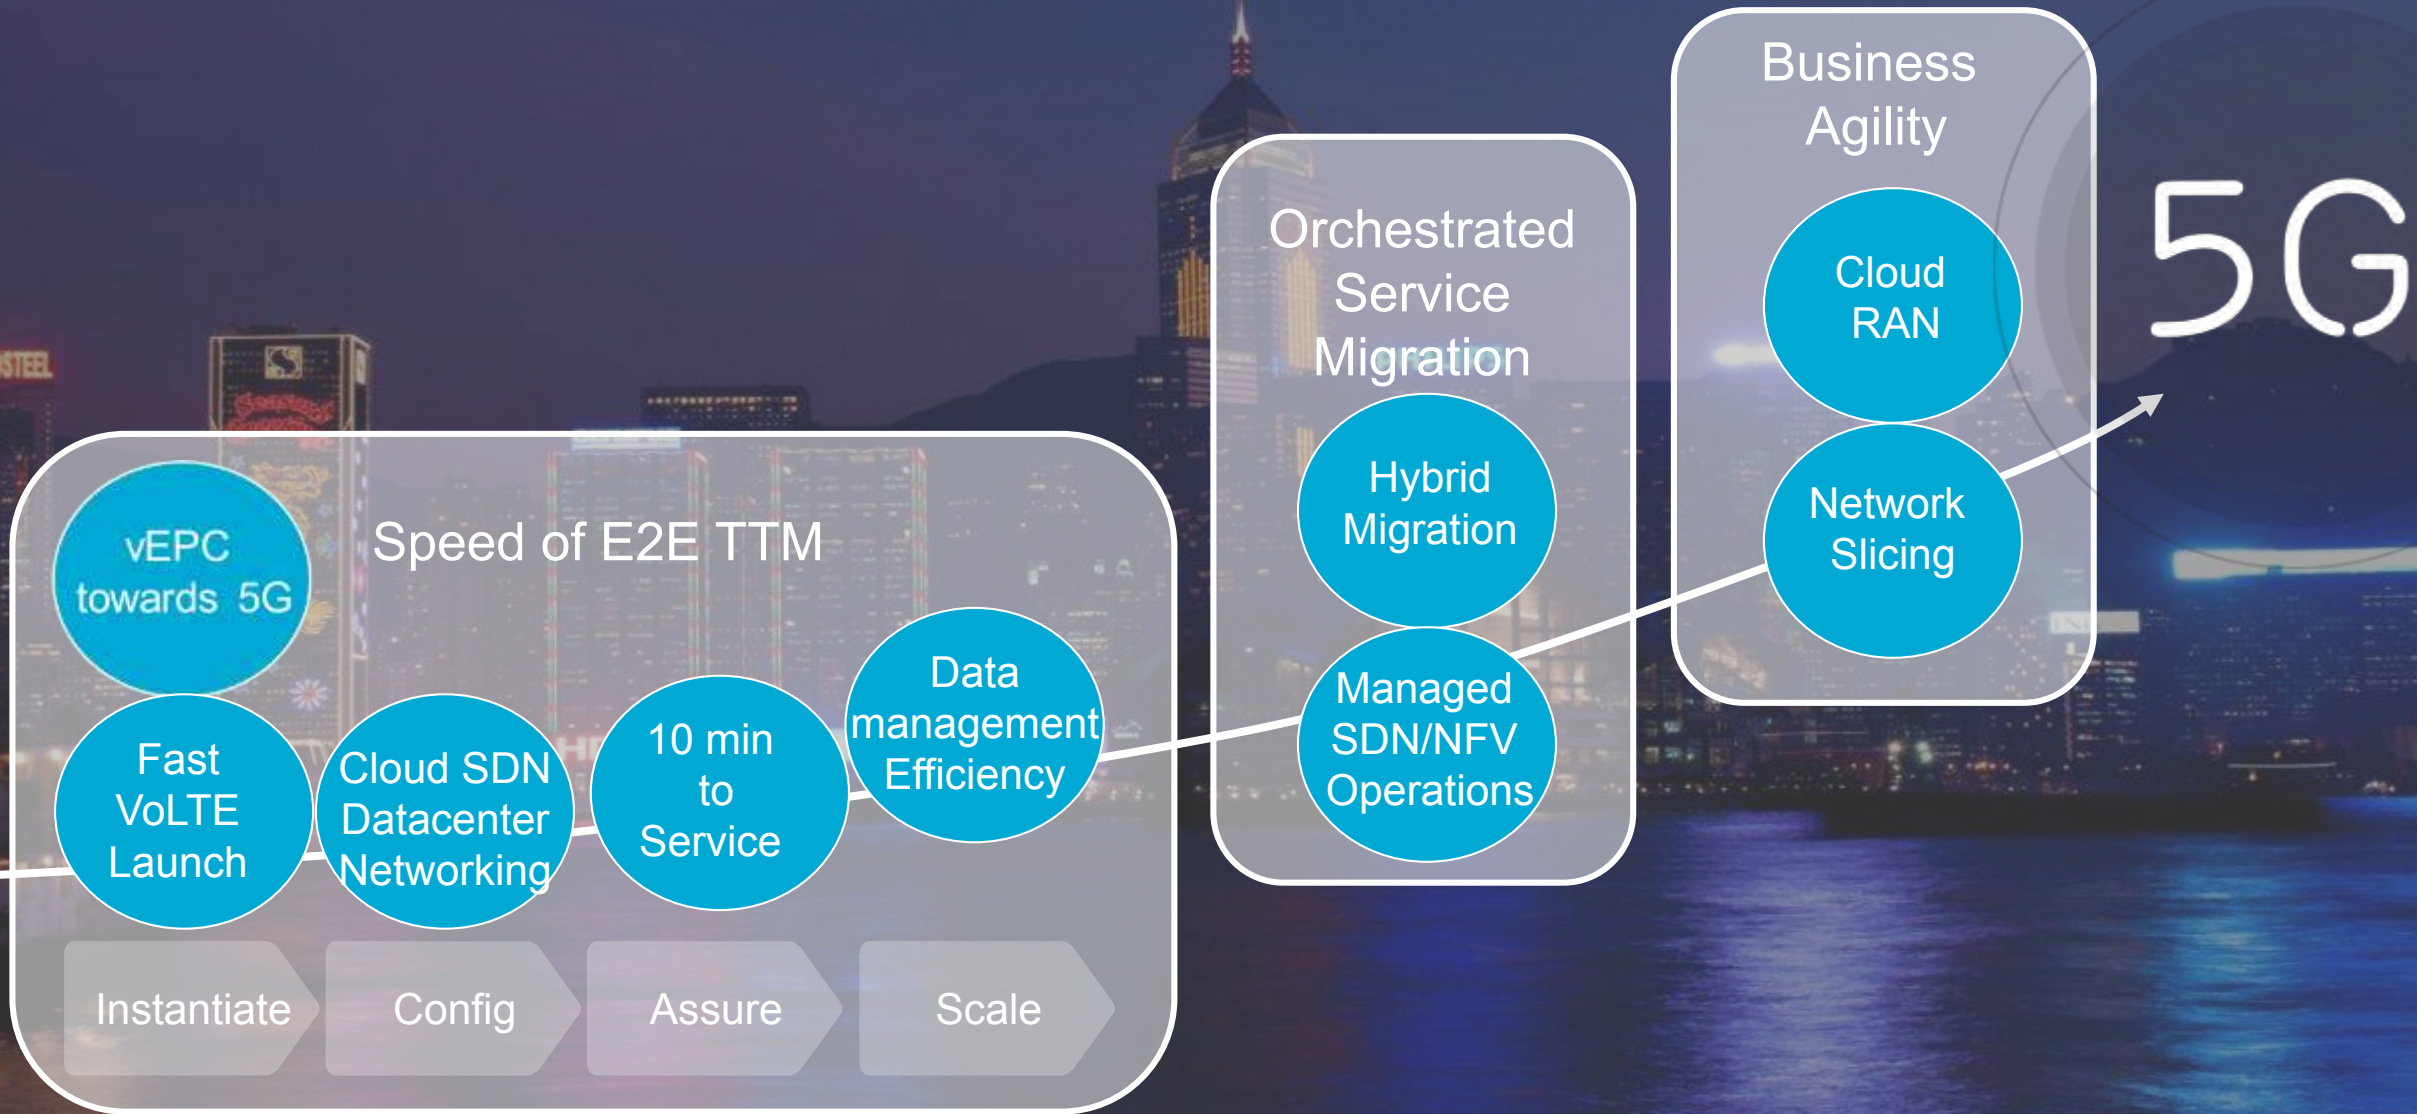 Business
Agility
Cloud
RAN
Network
Slicing
5G
Orchestrated
Service
Migration
Hybrid
Migration
Managed
SDN/NFV
Operations
Speed of E2E TTM
vEPC
towards 5G
Fast
VoLTE
Launch
Cloud SDN
Datacenter
Networking
10 min
to
Service
Data
management
Efficiency
Instantiate
Config
Assure
Scale